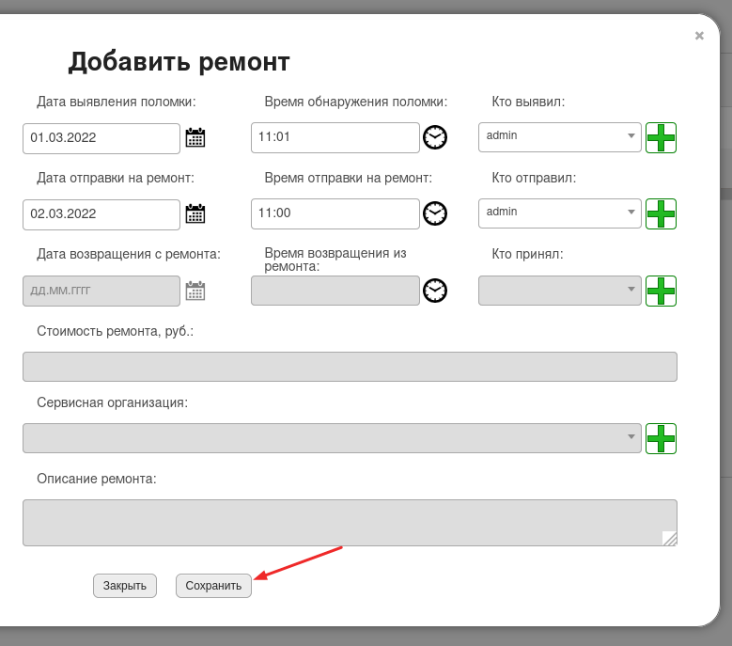 ×
Добавить ремонт
Дата выявления поломки: Время обнаружения поломки: Кто выявил:
01.03.2022 11:01 admin
Дата отправки на ремонт: Время отправки на ремонт: Кто отправил:
02.03.2022 11:00 admin
Дата возвращения с ремонта: Время возвращения из ремонта: Кто принял:
ДД.ММ.ГГГГ
Стоимость ремонта, руб.:
Сервисная организация:
Описание ремонта:
Закрыть Сохранить